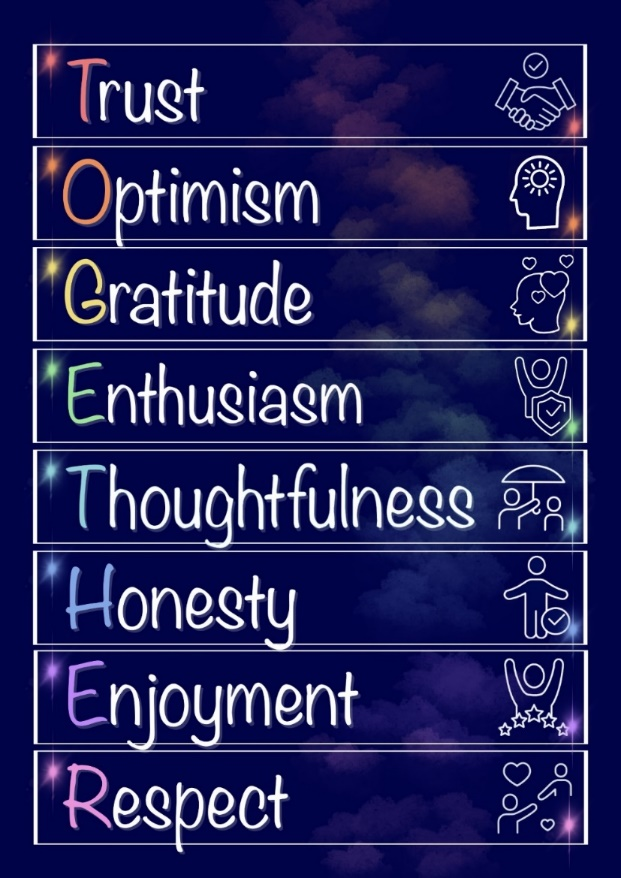 Trust
Optimism
Gratitude
Enthusiasm
Thoughtfulness
Honesty
Enjoyment
Respect